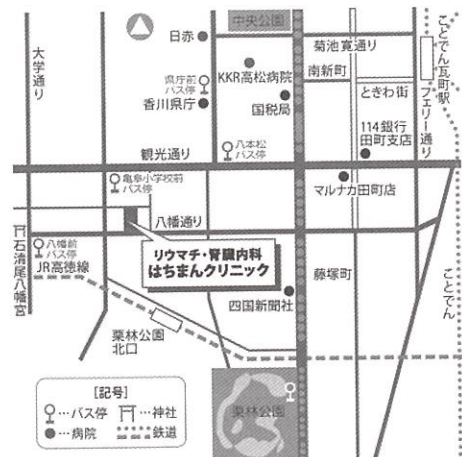 中央公園
日赤
菊池寛通り
ことでん瓦町駅
大学通り
KKR高松病院
南新町
県庁前
バス停
香川県庁
国税局
ときわ街
フェリー通り
114銀行
田町支店
八本松
バス停
観光通り
亀阜小学校前
バス停
マルナカ田町店
八幡通り
石清尾八幡宮
八幡前
バス停
JR高徳線
リウマチ・腎臓内科
はちまんクリニック
藤塚町
ことでん
四国新聞社
栗林公園
北口
[記号]
…バス停
…神社
…病院
…鉄道
栗林公園